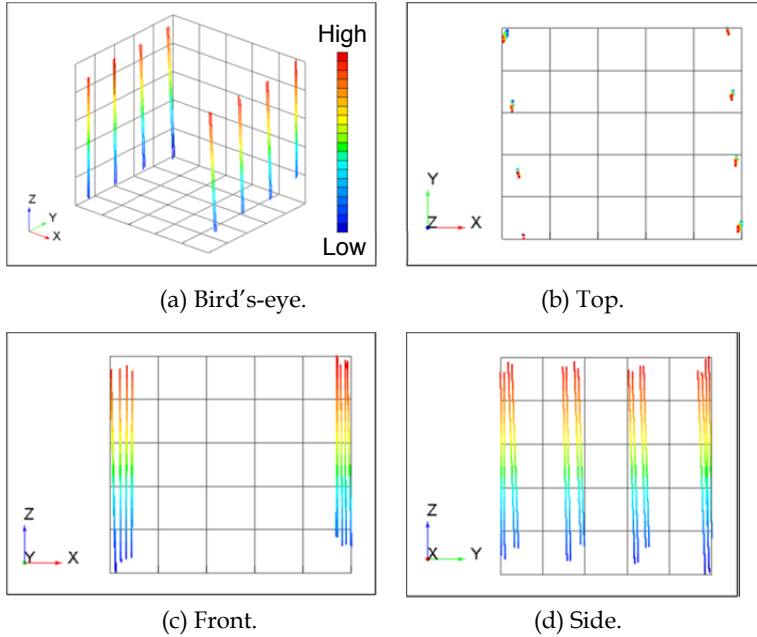 High
Low
Z
Y
X
(a) Bird's-eye.
Y
Z
X
(b) Top.
Z
Y
X
(c) Front.
Z
X
Y
(d) Side.